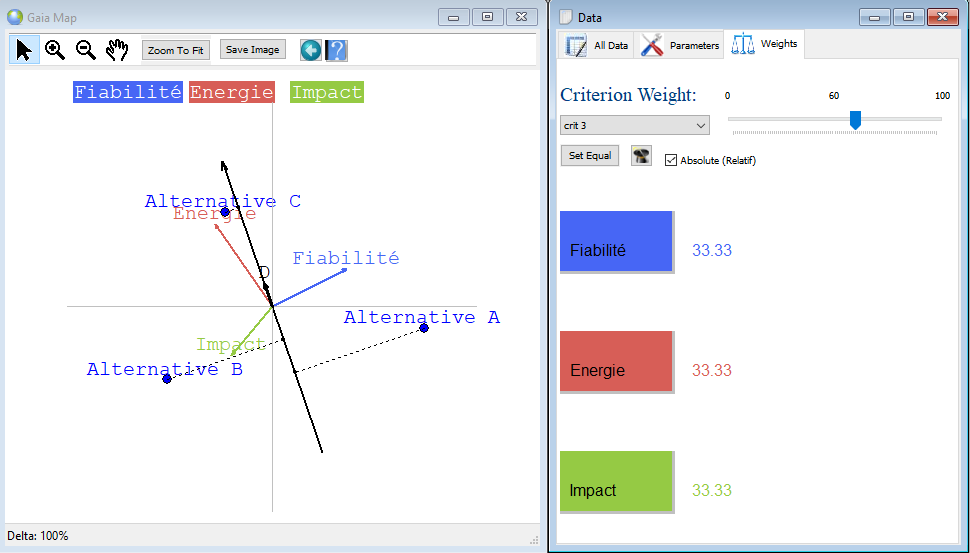 Gaia Map
Zoom To Fit
Save Image
Fiabilité Energie Impact
Alternative C
Energie
Fiabilité
D
Alternative A
Impact
Alternative B
Delta: 100%
Data
All Data Parameters Weights
Criterion Weight:
0 60 100
crit 3
Set Equal
Absolute (Relatif)
Fiabilité 33.33
Energie 33.33
Impact 33.33